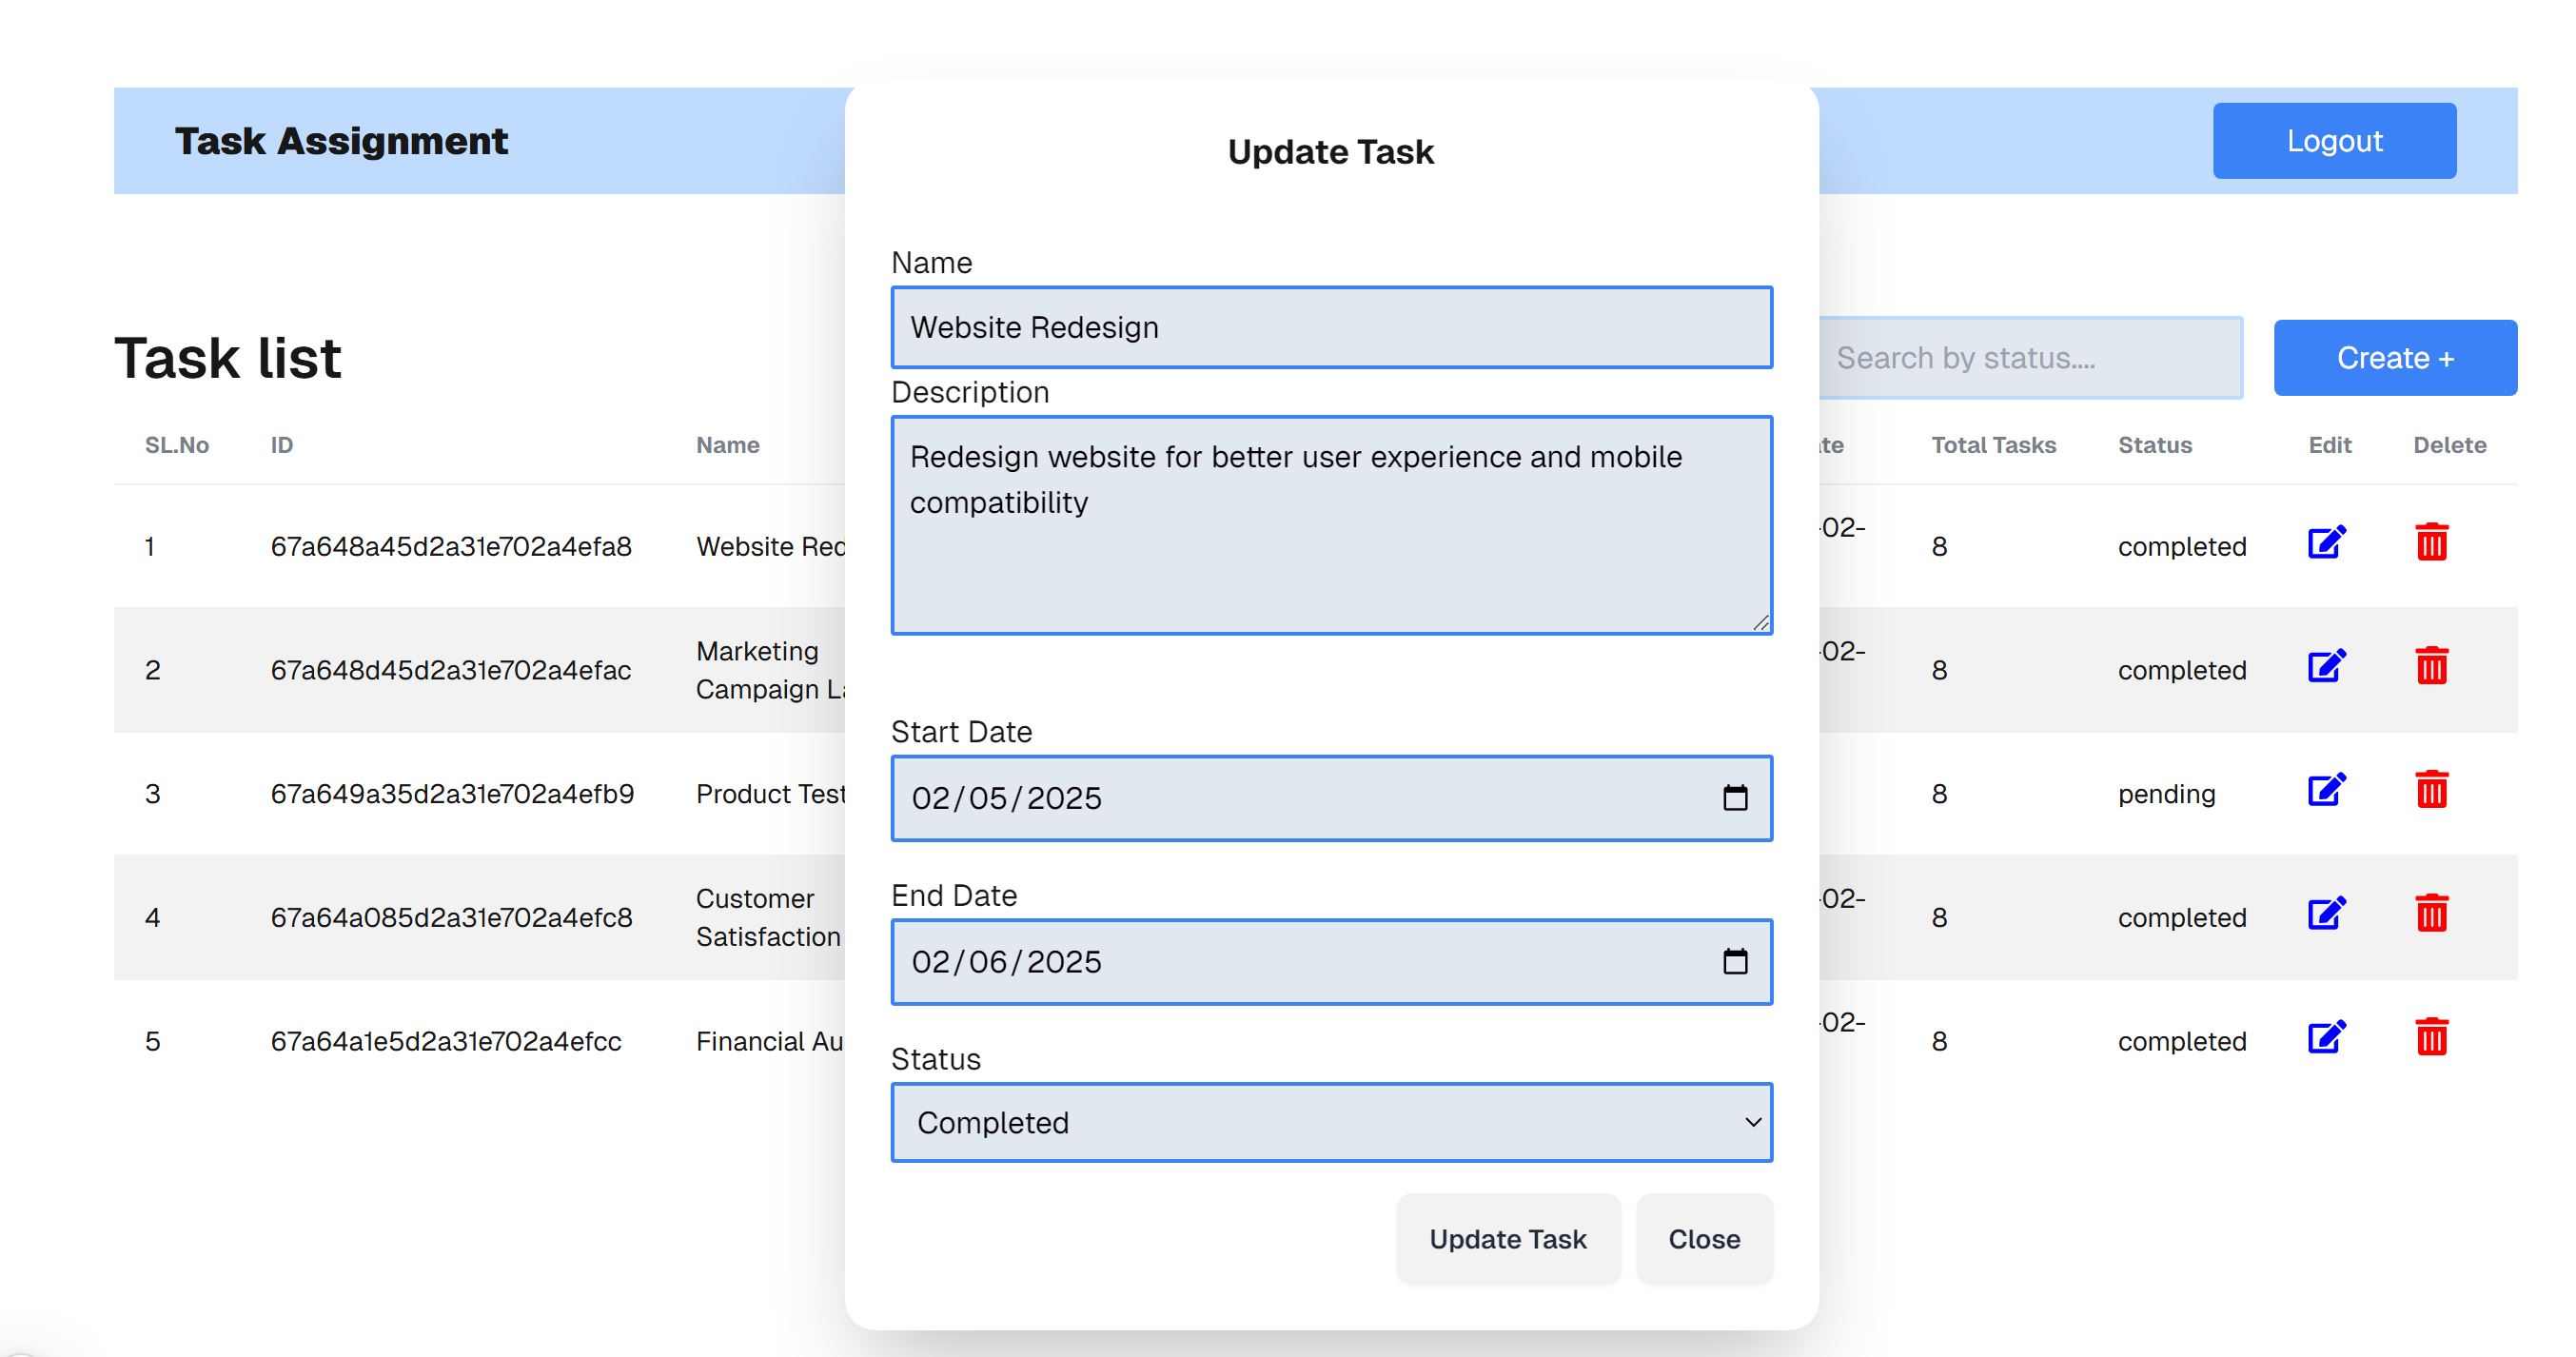 Task Assignment
Logout
Task list
Search by status....
Create +
SL.No ID Name Total Tasks Status Edit Delete
1 67a648a45d2a31e702a4efa8 Website -02- 8 completed
2 67a648d45d2a31e702a4efac Marketing Campaign -02- 8 completed
3 67a649a35d2a31e702a4efb9 Product 8 pending
4 67a64a085d2a31e702a4efc8 Customer Satisfaction -02- 8 completed
5 67a64a1e5d2a31e702a4efcc Financial -02- 8 completed
Update Task
Name
Website Redesign
Description
Redesign website for better user experience and mobile
compatibility
Start Date
02/05/2025
End Date
02/06/2025
Status
Completed
Update Task Close